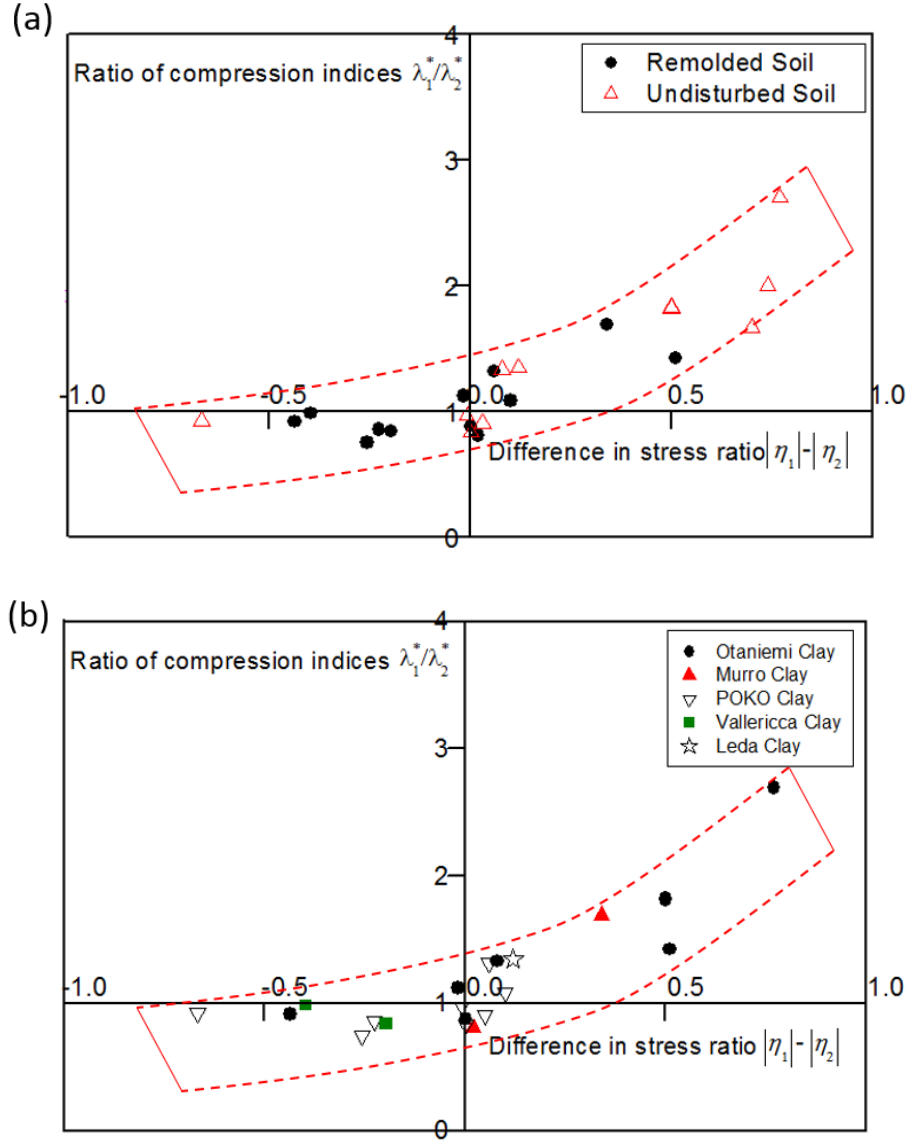 (a)
4
Ratio of compression indices λ₁*/λ₂*
Remolded Soil
Undisturbed Soil
3
2
-1.0
-0.5
0.0
0.5
1.0
1
Difference in stress ratio|η₁|-|η₂|
0
(b)
4
Ratio of compression indices λ₁*/λ₂*
Otaniemi Clay
Murro Clay
POKO Clay
Vallericca Clay
Leda Clay
3
2
-1.0
-0.5
0.0
0.5
1.0
1
Difference in stress ratio |η₁|-|η₂|
0